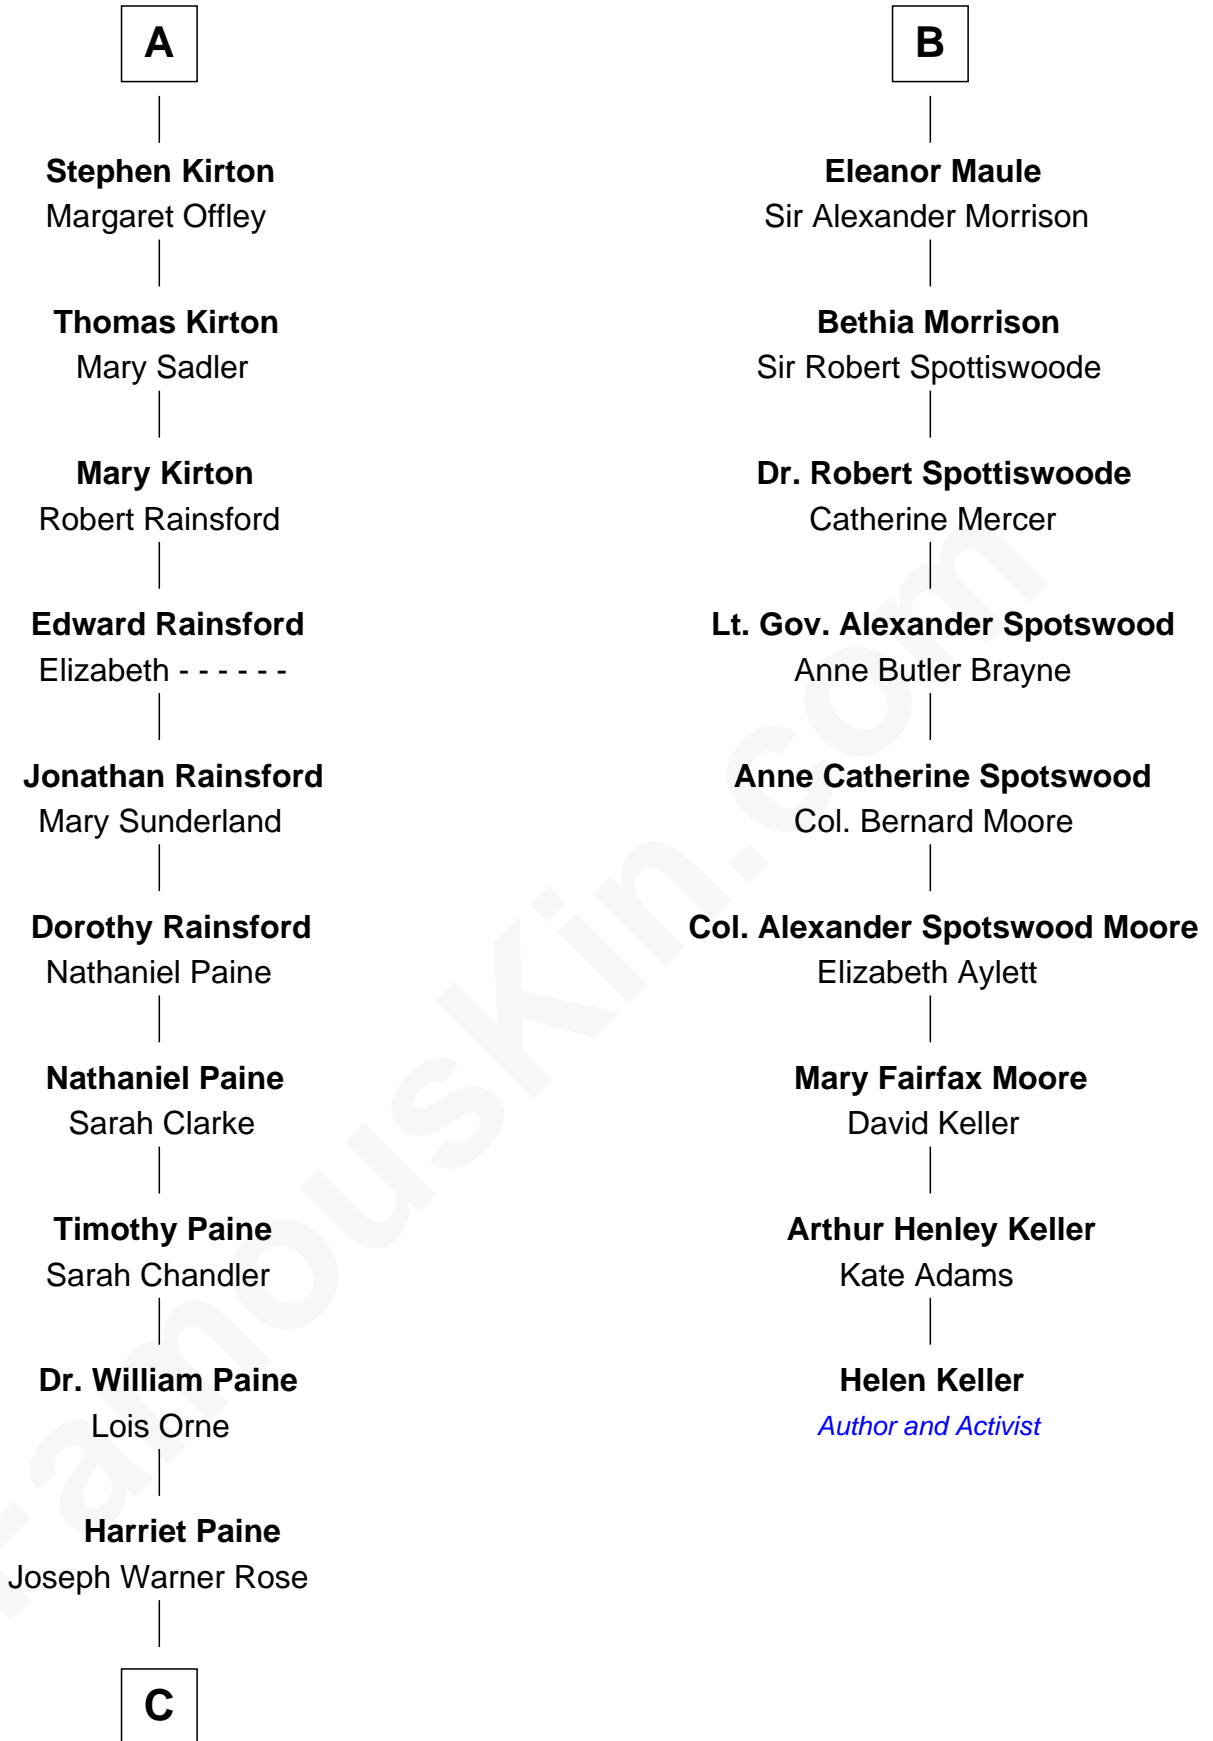 A
Stephen Kirton
Margaret Offley
Thomas Kirton
Mary Sadler
Mary Kirton
Robert Rainsford
Edward Rainsford
Elizabeth - - - - - -
Jonathan Rainsford
Mary Sunderland
Dorothy Rainsford
Nathaniel Paine
Nathaniel Paine
Sarah Clarke
Timothy Paine
Sarah Chandler
Dr. William Paine
Lois Orne
Harriet Paine
Joseph Warner Rose
C
B
Eleanor Maule
Sir Alexander Morrison
Bethia Morrison
Sir Robert Spottiswoode
Dr. Robert Spottiswoode
Catherine Mercer
Lt. Gov. Alexander Spotswood
Anne Butler Brayne
Anne Catherine Spotswood
Col. Bernard Moore
Col. Alexander Spotswood Moore
Elizabeth Aylett
Mary Fairfax Moore
David Keller
Arthur Henley Keller
Kate Adams
Helen Keller
Author and Activist
FamousKin.com